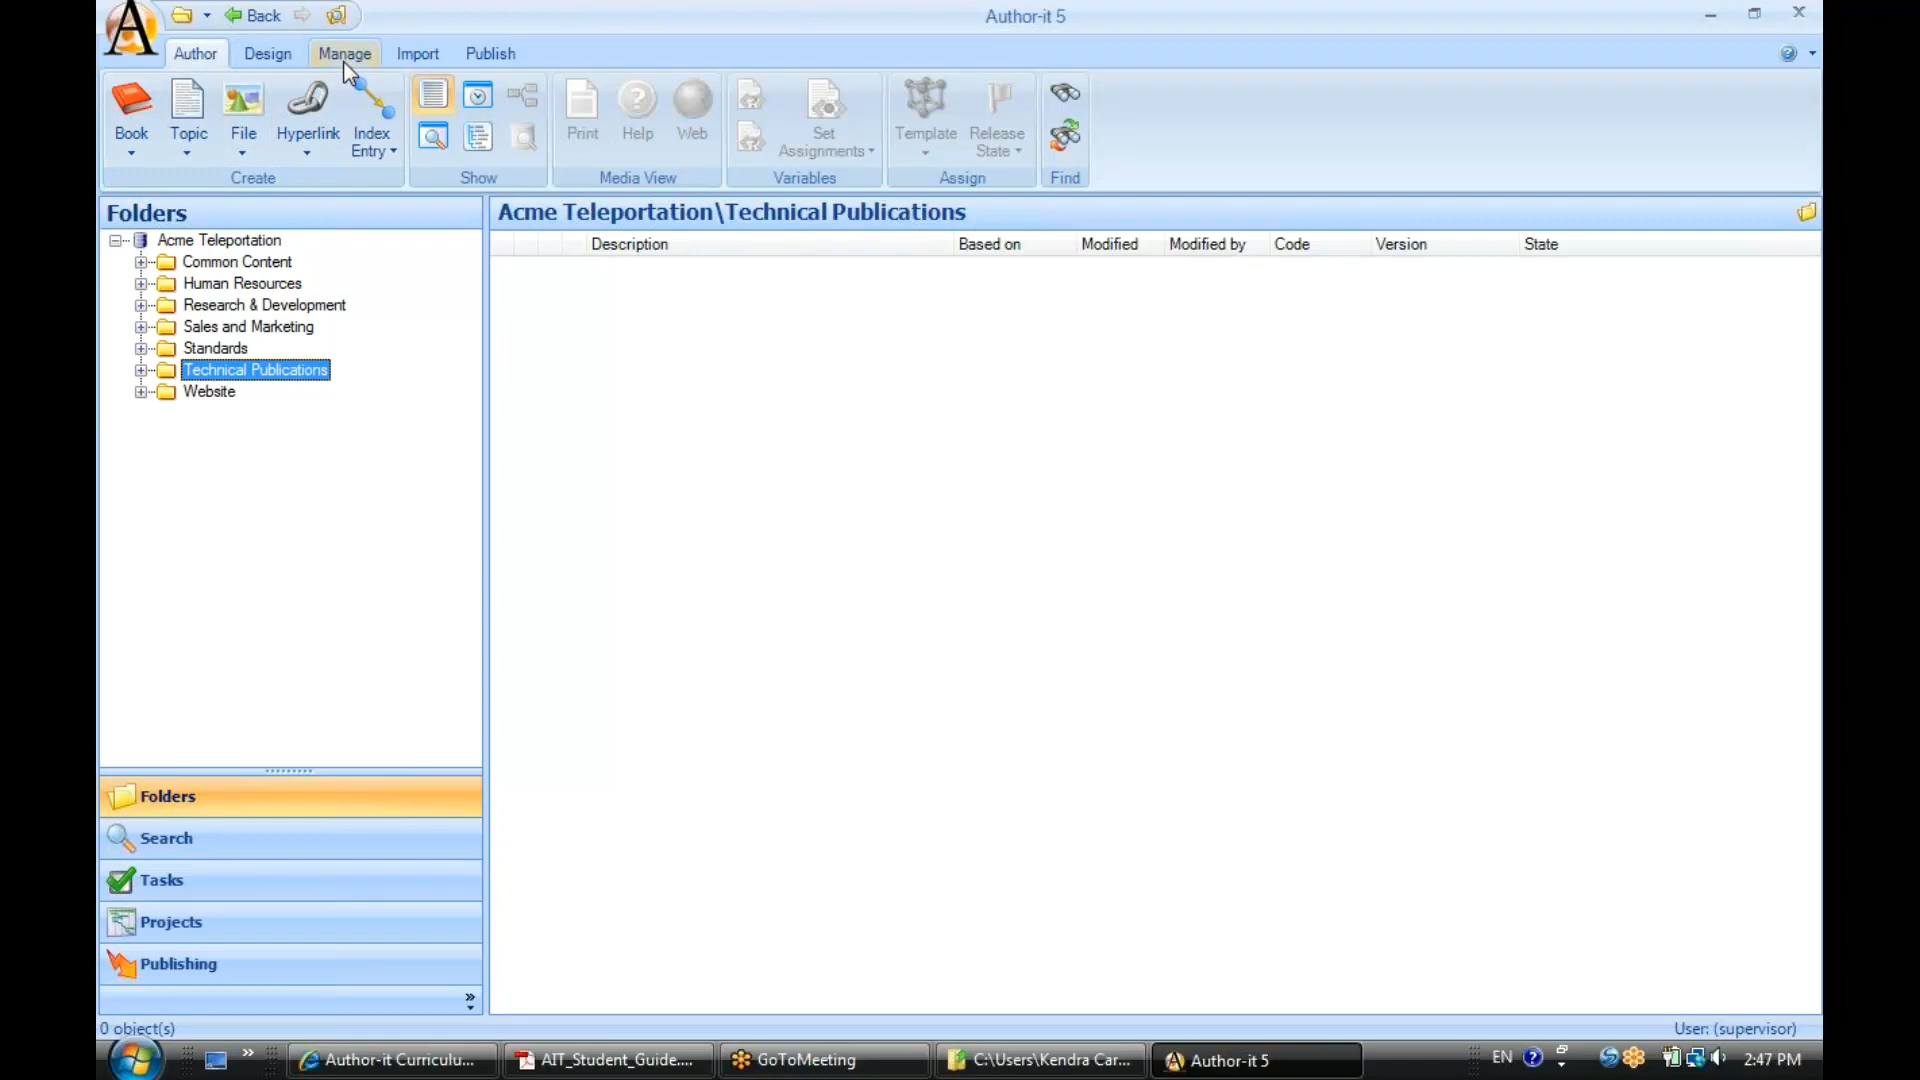 Back
Author-it 5
Author Design Manage Import Publish
Book Topic File Hyperlink Index Entry
Print Help Web
Set Assignments
Template Release State
Create Show Media View Variables Assign Find
Folders
Acme Teleportation\Technical Publications
Description Based on Modified Modified by Code Version State
Acme Teleportation
Common Content
Human Resources
Research & Development
Sales and Marketing
Standards
Technical Publications
Website
Folders
Search
Tasks
Projects
Publishing
0 object(s)
User: (supervisor)
Author-it Curriculu... AIT_Student_Guide.... GoToMeeting C:\Users\Kendra Car... Author-it 5 EN 2:47 PM